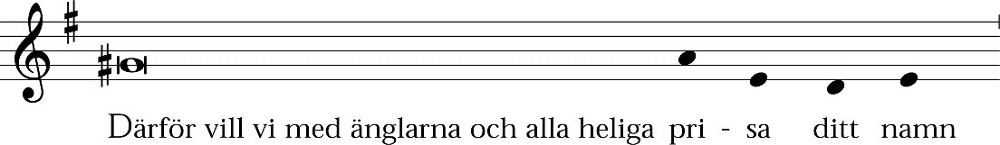 Därför vill vi med änglarna och alla heliga pri - sa ditt namn